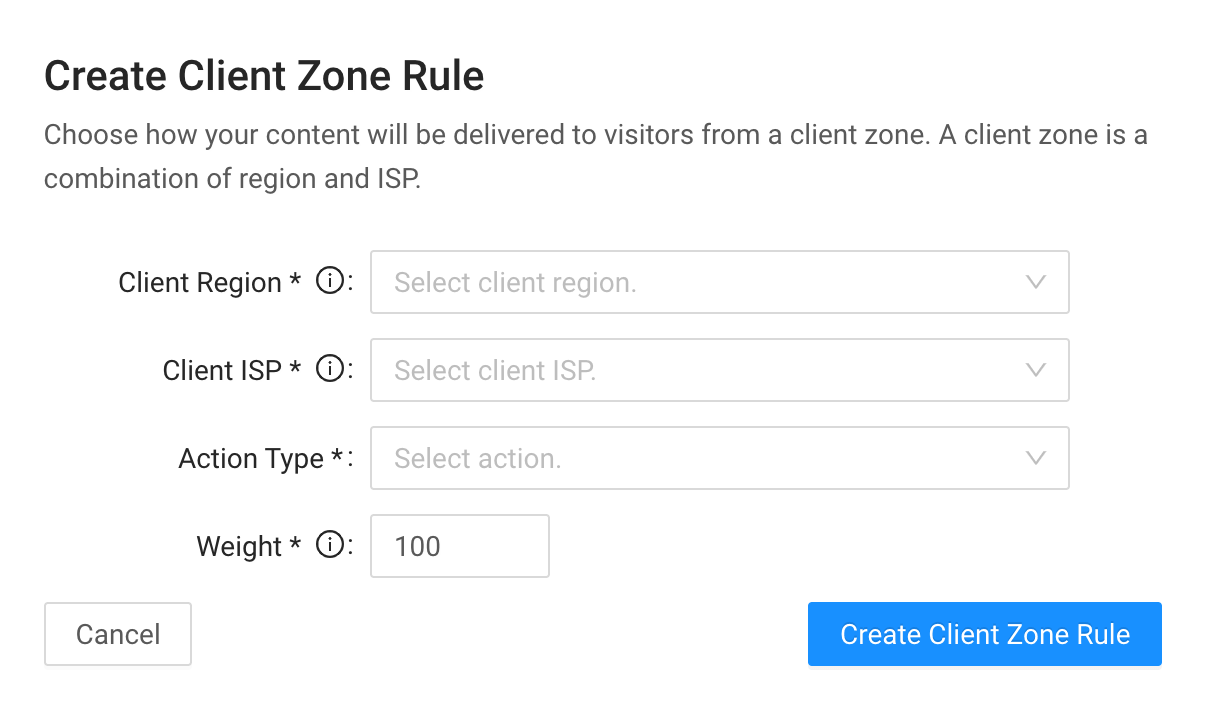 Create Client Zone Rule
Choose how your content will be delivered to visitors from a client zone. A client zone is a
combination of region and ISP.
Client Region * ⓘ: Select client region.
Client ISP * ⓘ: Select client ISP.
Action Type *: Select action.
Weight * ⓘ: 100
Cancel Create Client Zone Rule